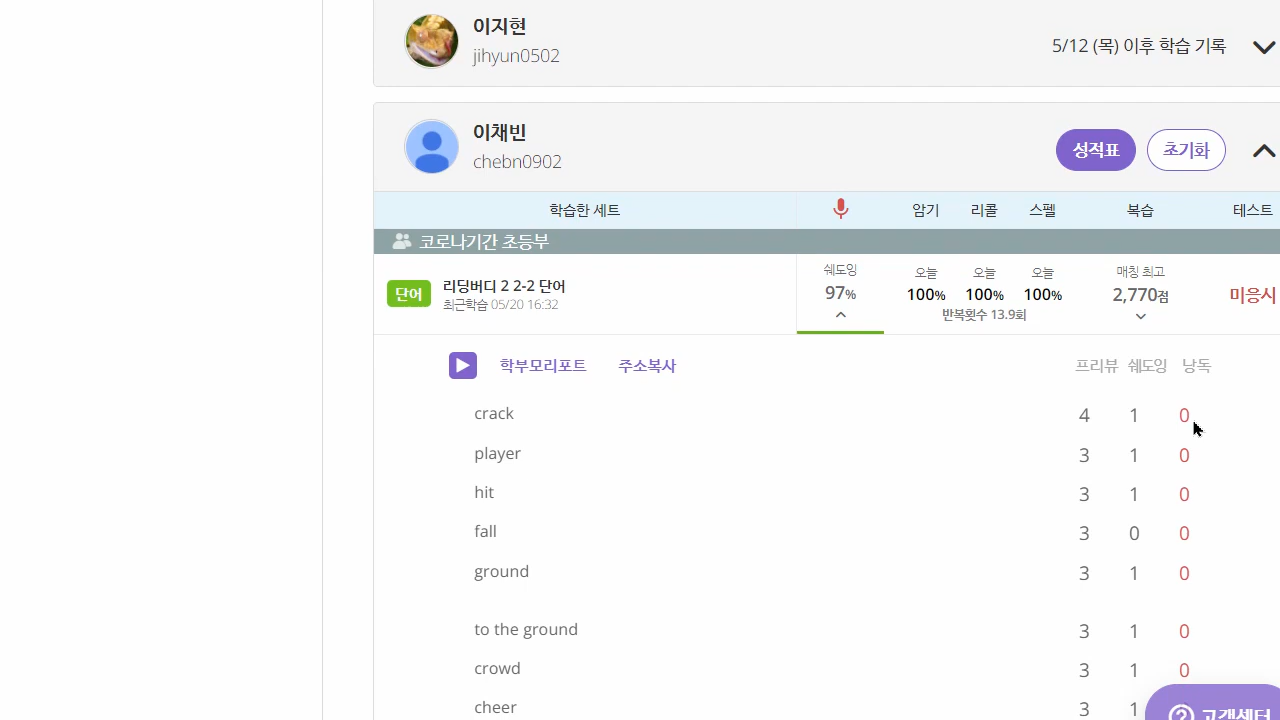 이지현
jihyun0502
5/12 (목) 이후 학습 기록
이채빈
chebn0902
성적표
초기화
학습한 세트 암기 리콜 스펠 복습 테스트
코로나기간 초등부
단어
리딩버디 2 2-2 단어
최근학습 05/20 16:32
쉐도잉
97%
오늘 오늘 오늘
100% 100% 100%
반복횟수 13.9회
매칭 최고
2,770점
미응시
학부모리포트 주소복사 프리뷰 쉐도잉 낭독
crack 4 1 0
player 3 1 0
hit 3 1 0
fall 3 0 0
ground 3 1 0
to the ground 3 1 0
crowd 3 1 0
cheer 3 1
고객센터